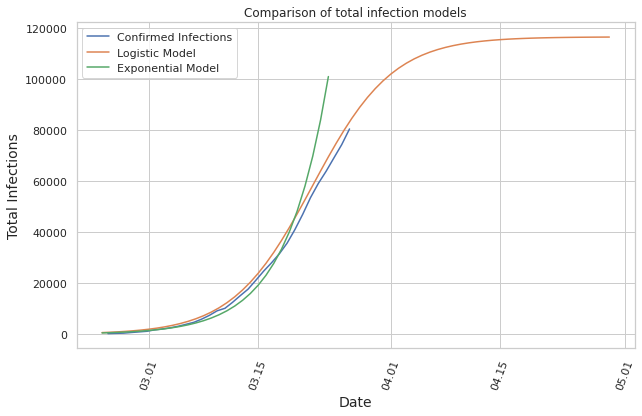 Comparison of total infection models
Confirmed Infections
Logistic Model
Exponential Model
120000
100000
80000
60000
40000
20000
0
Total Infections
03.01
03.15
04.01
04.15
05.01
Date